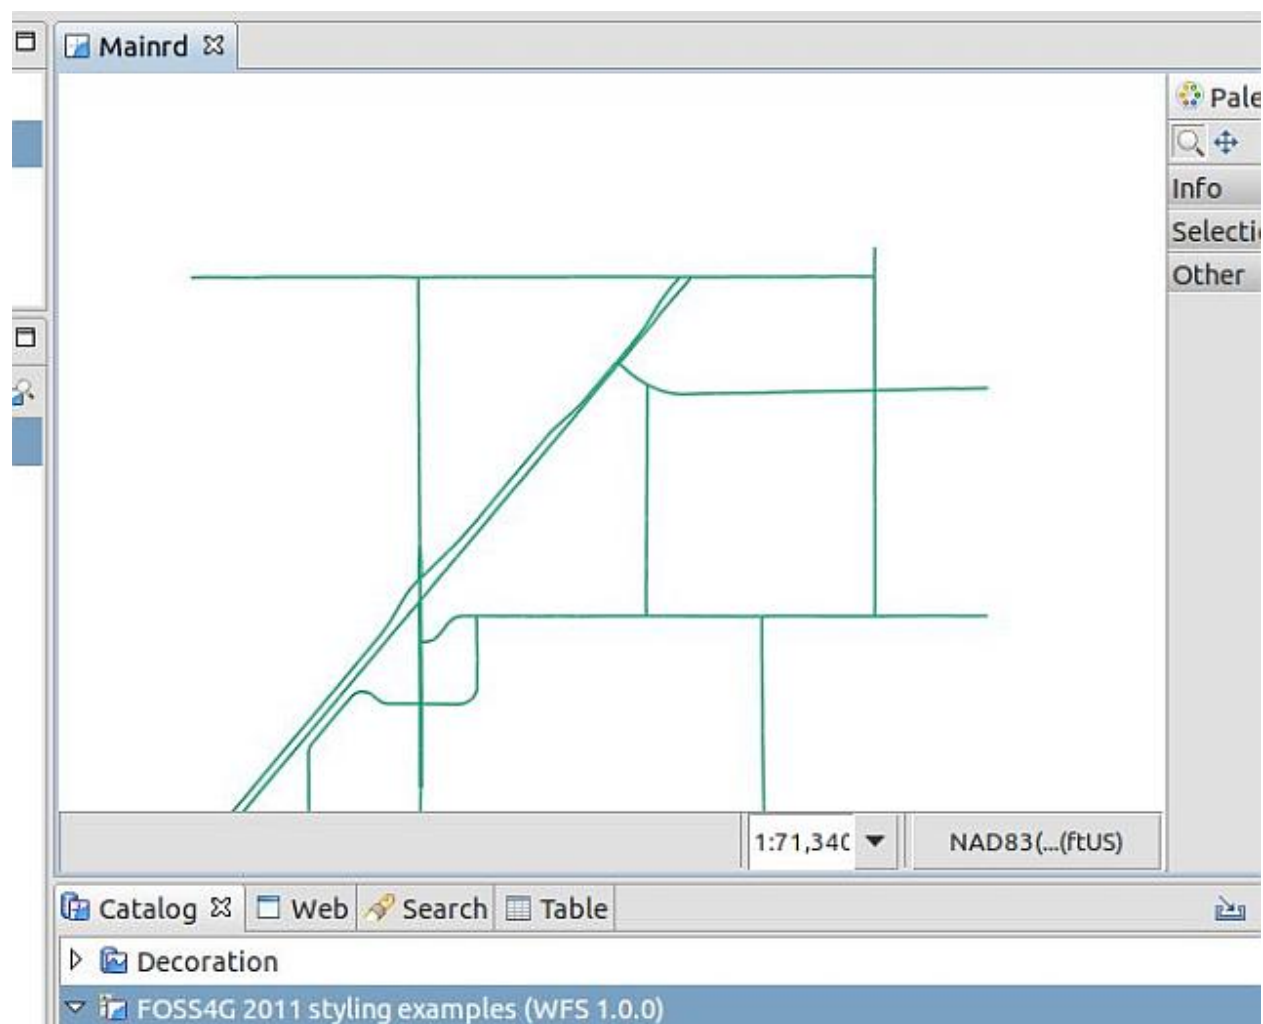 Mainrd
Pale
Info
Selecti
Other
1:71,340
NAD83(...(ftUS)
Catalog Web Search Table
Decoration
FOSS4G 2011 styling examples (WFS 1.0.0)